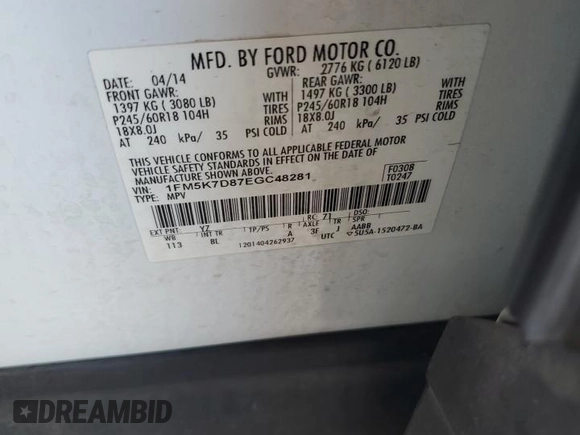 MFD. BY FORD MOTOR CO.
DATE: 04/14
GVWR: 2776 KG ( 6120 LB)
FRONT GAWR:
1397 KG ( 3080 LB)
P245/60R18 104H
18X8.0J
AT 240 kPa/ 35 PSI COLD
WITH
TIRES
RIMS
REAR GAWR:
1497 KG ( 3300 LB)
P245/60R18 104H
18X8.0J
AT 240 kPa/ 35 PSI COLD
WITH
TIRES
RIMS
THIS VEHICLE CONFORMS TO ALL APPLICABLE FEDERAL MOTOR
VEHICLE SAFETY STANDARDS IN EFFECT ON THE DATE OF
MANUFACTURE SHOWN ABOVE.
VIN: 1FM5K7D87EGC48281
TYPE: MPV
F0308
T0247
EXT PNT: YZ RC: Z1 DSO:
WB INT TR TP/PS R AXLE TR SPR
113 BL A 3F J AABB
1201404262937 UTC 5U5A-1520472-BA
DREAMBID